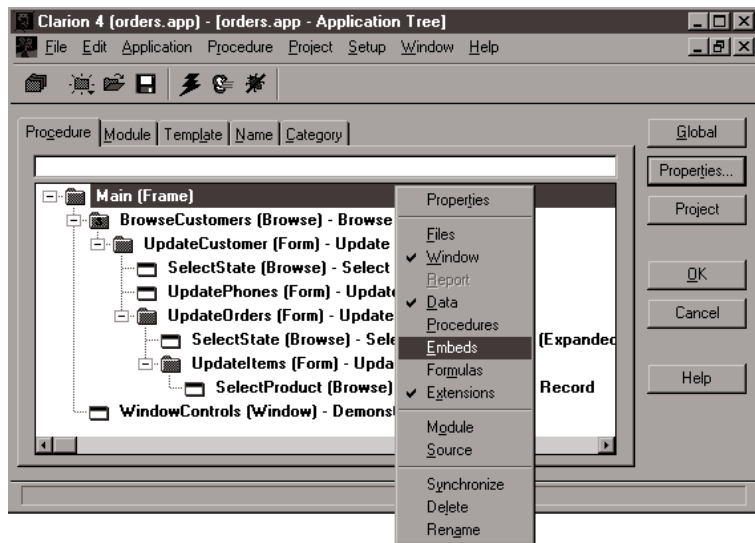 Clarion 4 (orders.app) - [orders.app - Application Tree]
File Edit Application Procedure Project Setup Window Help
Procedure Module Template Name Category
Main (Frame)
BrowseCustomers (Browse) - Browse
UpdateCustomer (Form) - Update
SelectState (Browse) - Select
UpdatePhones (Form) - Update
UpdateOrders (Form) - Update
SelectState (Browse) - Sele (Expanded
UpdateItems (Form) - Upda
SelectProduct (Browse) Record
WindowControls (Window) - Demonst
Properties
Files
Window
Report
Data
Procedures
Embeds
Formulas
Extensions
Module
Source
Synchronize
Delete
Rename
Global
Properties...
Project
OK
Cancel
Help